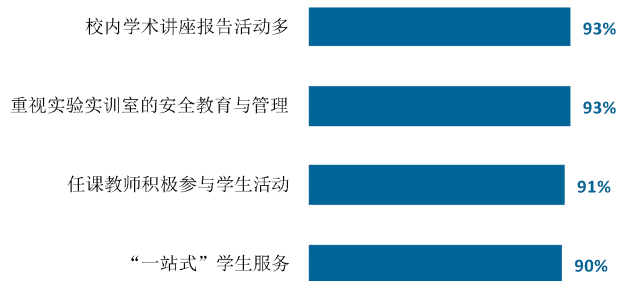 校内学术讲座报告活动多 93%
重视实验实训室的安全教育与管理 93%
任课教师积极参与学生活动 91%
“一站式”学生服务 90%